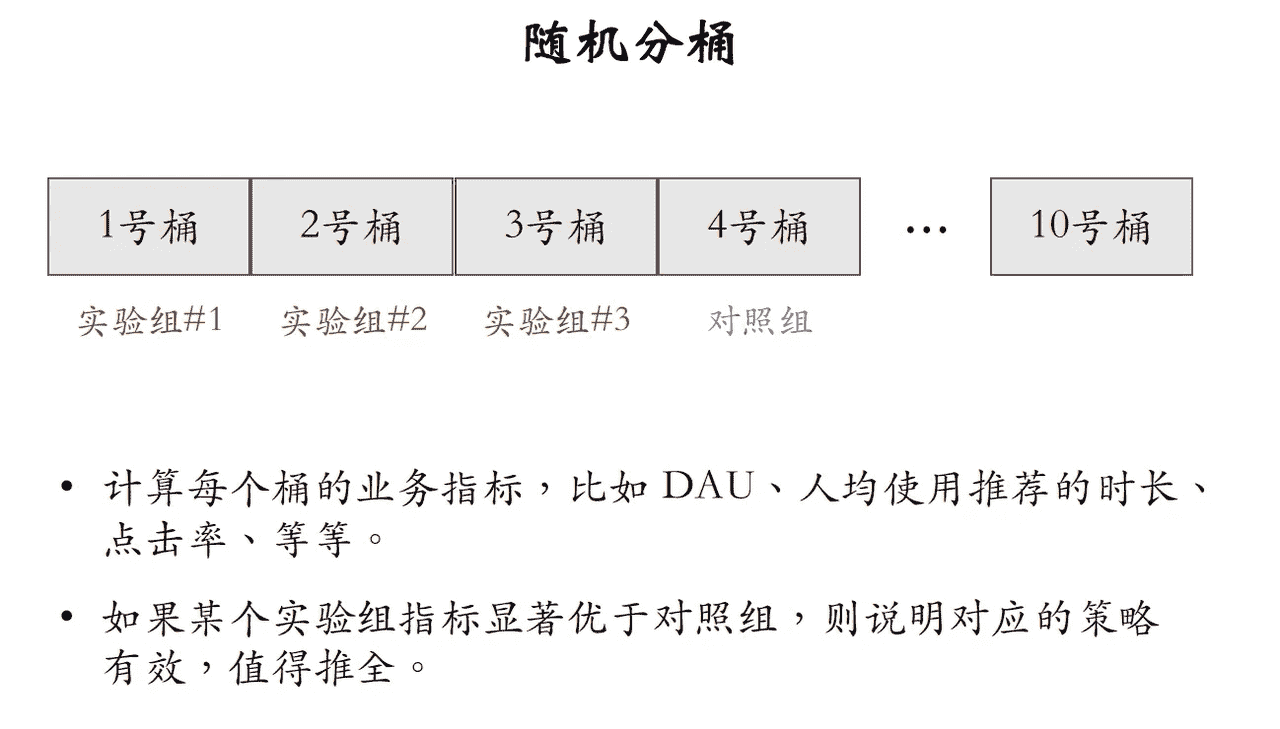 随机分桶
1号桶 2号桶 3号桶 4号桶 … 10号桶
实验组#1 实验组#2 实验组#3 对照组
• 计算每个桶的业务指标，比如 DAU、人均使用推荐的时长、
点击率、等等。
• 如果某个实验组指标显著优于对照组，则说明对应的策略
有效，值得推全。